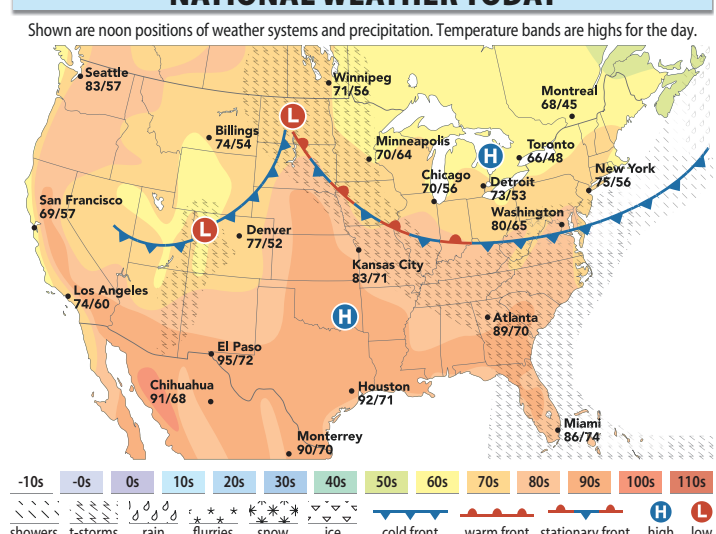 NATIONAL WEATHER TODAY
Shown are noon positions of weather systems and precipitation. Temperature bands are highs for the day.
Seattle
83/57
Winnipeg
71/56
Montreal
68/45
L
Billings
74/54
Minneapolis
70/64
H
Toronto
66/48
Chicago
70/56
Detroit
73/53
New York
75/56
San Francisco
69/57
Washington
80/65
L
Denver
77/52
Kansas City
83/71
Los Angeles
74/60
H
Atlanta
89/70
El Paso
95/72
Chihuahua
91/68
Houston
92/71
Miami
86/74
Monterrey
90/70
-10s -0s 0s 10s 20s 30s 40s 50s 60s 70s 80s 90s 100s 110s
H L
showers t-storms rain flurries snow ice cold front warm front stationary front high low